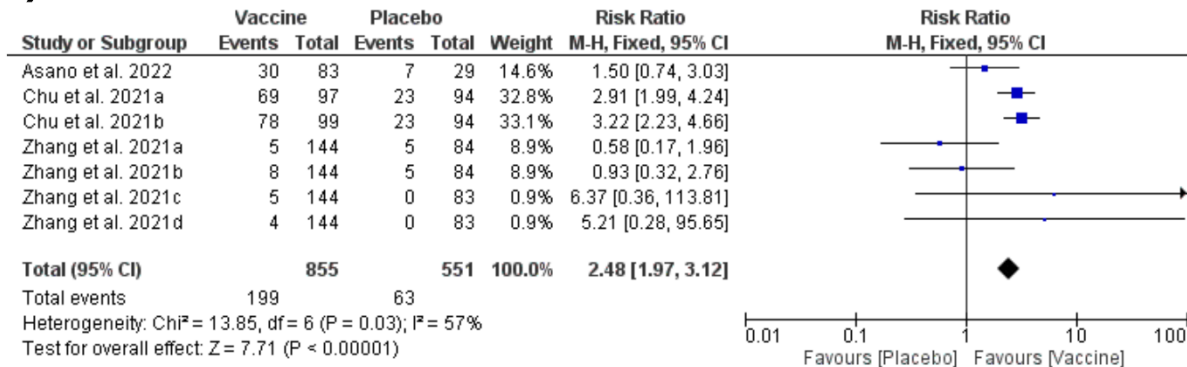 Vaccine Placebo Risk Ratio Risk Ratio
Study or Subgroup Events Total Events Total Weight M-H, Fixed, 95% CI M-H, Fixed, 95% CI
Asano et al. 2022 30 83 7 29 14.6% 1.50 [0.74, 3.03]
Chu et al. 2021a 69 97 23 94 32.8% 2.91 [1.99, 4.24]
Chu et al. 2021b 78 99 23 94 33.1% 3.22 [2.23, 4.66]
Zhang et al. 2021a 5 144 5 84 8.9% 0.58 [0.17, 1.96]
Zhang et al. 2021b 8 144 5 84 8.9% 0.93 [0.32, 2.76]
Zhang et al. 2021c 5 144 0 83 0.9% 6.37 [0.36, 113.81]
Zhang et al. 2021d 4 144 0 83 0.9% 5.21 [0.28, 95.65]
Total (95% CI) 855 551 100.0% 2.48 [1.97, 3.12]
Total events 199 63
Heterogeneity: Chi² = 13.85, df = 6 (P = 0.03); I² = 57%
Test for overall effect: Z = 7.71 (P < 0.00001)
0.01 0.1 1 10 100
Favours [Placebo] Favours [Vaccine]